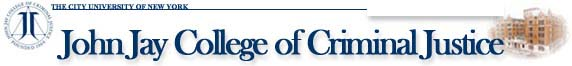 THE CITY UNIVERSITY OF NEW YORK
John Jay College of Criminal Justice